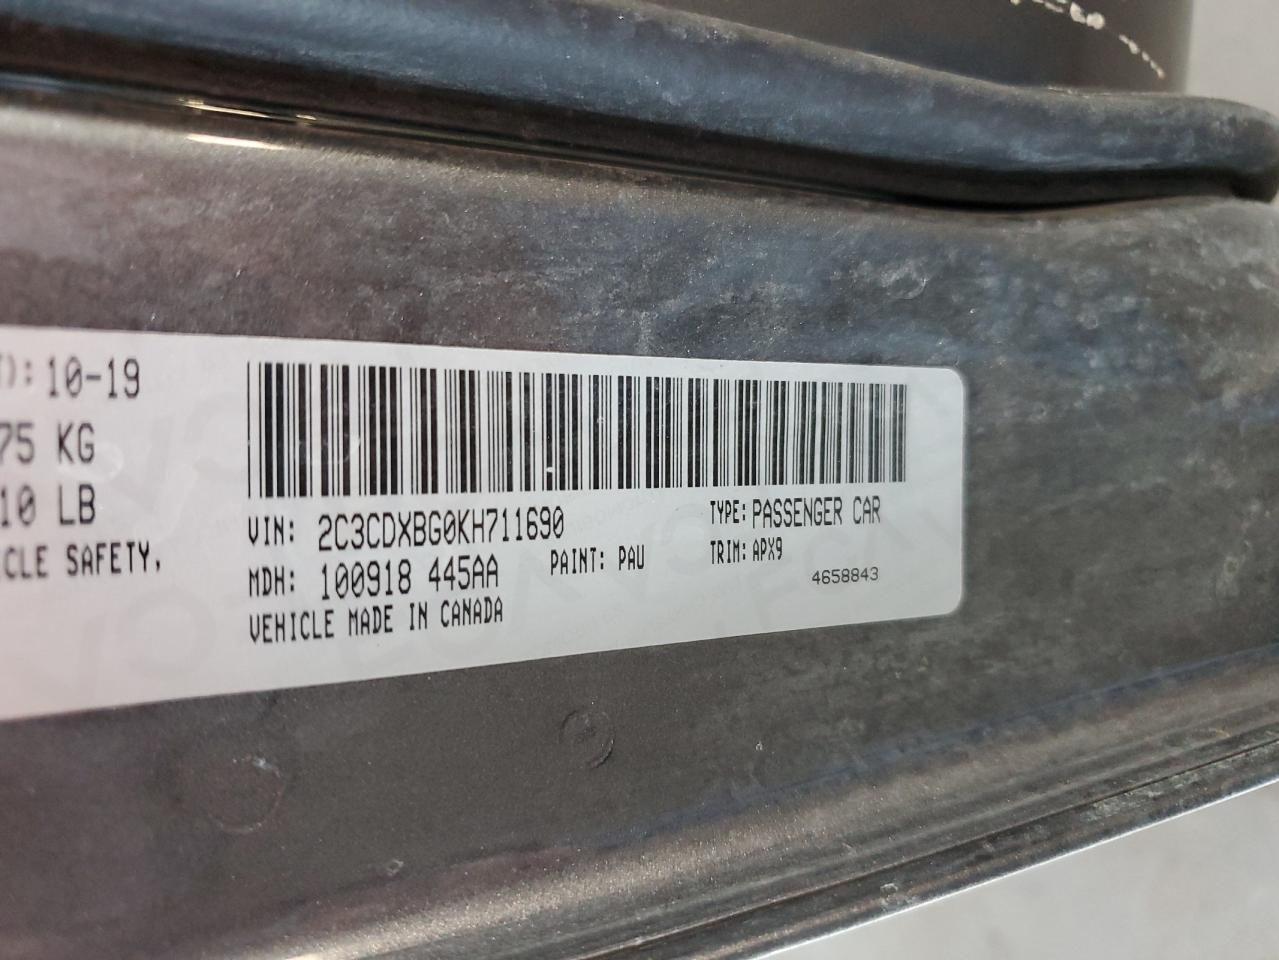 T): 10-19
75 KG
10 LB
CLE SAFETY,
VIN: 2C3CDXBG0KH711690
TYPE: PASSENGER CAR
MDH: 100918 445AA
PAINT: PAU
TRIM: APX9
VEHICLE MADE IN CANADA
4658843